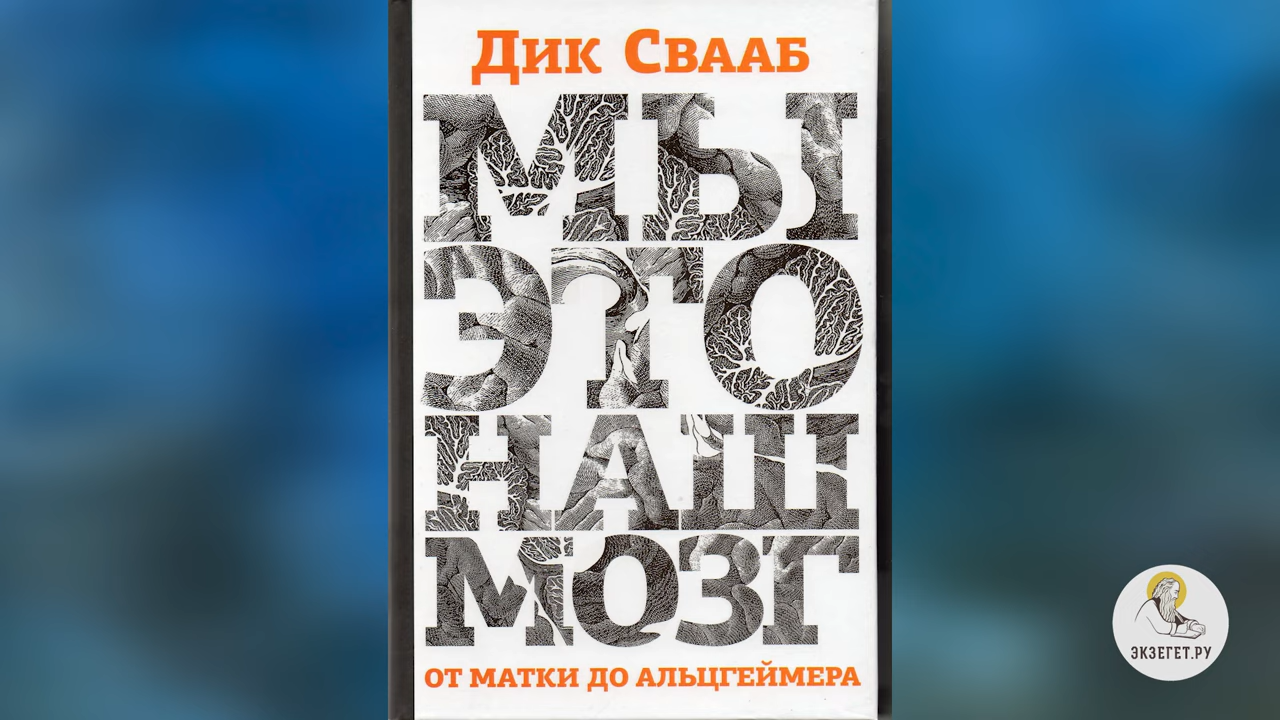 Дик Свааб
МЫ
ЭТО
НАШ
МОЗГ
ОТ МАТКИ ДО АЛЬЦГЕЙМЕРА
ЭКЗЕГЕТ.РУ